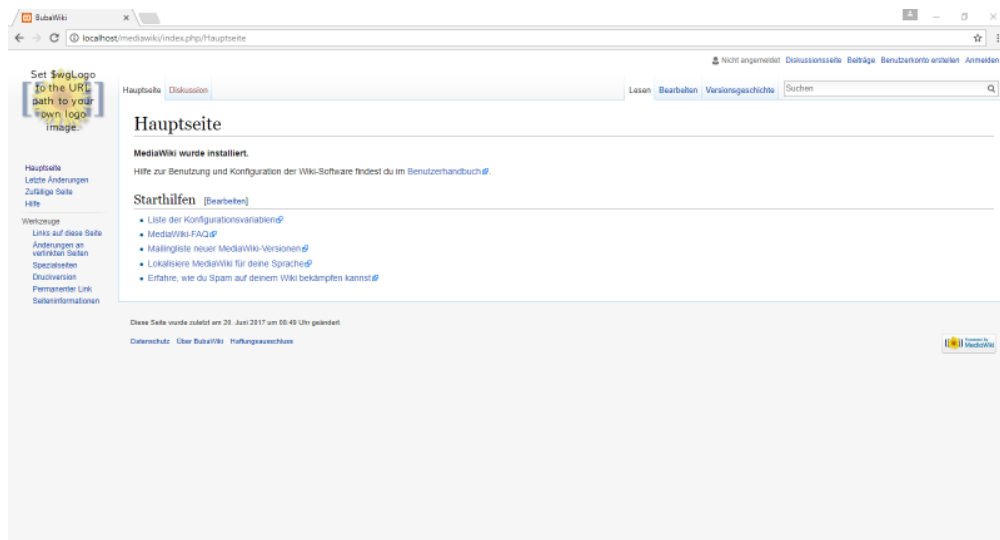 BubaWiki
localhost/mediawiki/index.php/Hauptseite
Nicht angemeldet Diskussionsseite Beiträge Benutzerkonto erstellen Anmelden
Set $wgLogo
to the URL
path to your
own logo
image.
Hauptseite Diskussion
Lesen Bearbeiten Versionsgeschichte Suchen
Hauptseite
MediaWiki wurde installiert.
Hilfe zur Benutzung und Konfiguration der Wiki-Software findest du im Benutzerhandbuch.
Starthilfen [Bearbeiten]
Liste der Konfigurationsvariablen
MediaWiki-FAQ
Mailingliste neuer MediaWiki-Versionen
Lokalisiere MediaWiki für deine Sprache
Erfahre, wie du Spam auf deinem Wiki bekämpfen kannst
Hauptseite
Letzte Änderungen
Zufällige Seite
Hilfe
Werkzeuge
Links auf diese Seite
Änderungen an
verlinkten Seiten
Spezialseiten
Druckversion
Permanenter Link
Seiteninformationen
Diese Seite wurde zuletzt am 20. Juni 2017 um 08:49 Uhr geändert.
Datenschutz Über BubaWiki Haftungsausschluss
Powered By
MediaWiki